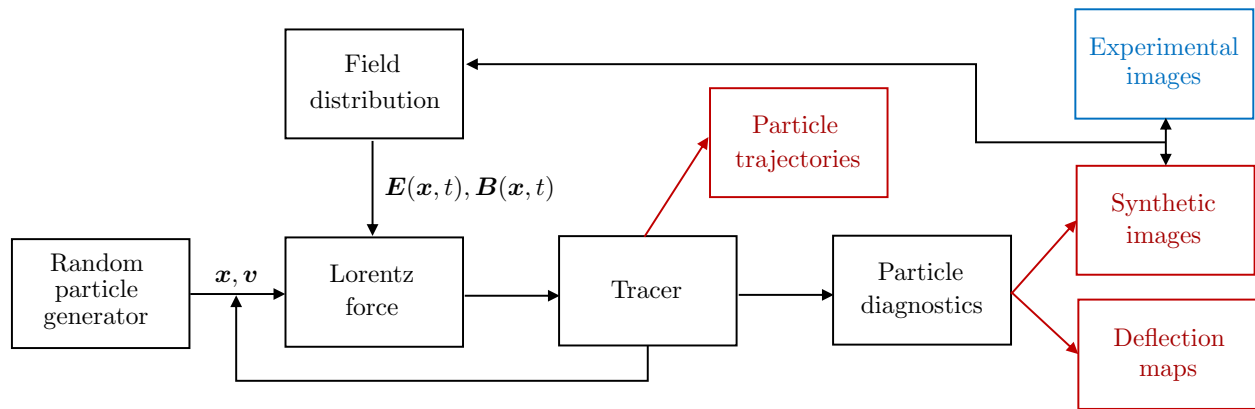 Field
distribution
Experimental
images
Particle
trajectories
𝑬(𝒙, t), 𝑩(𝒙, t)
Synthetic
images
Random
particle
generator
𝒙, 𝒗
Lorentz
force
Tracer
Particle
diagnostics
Deflection
maps